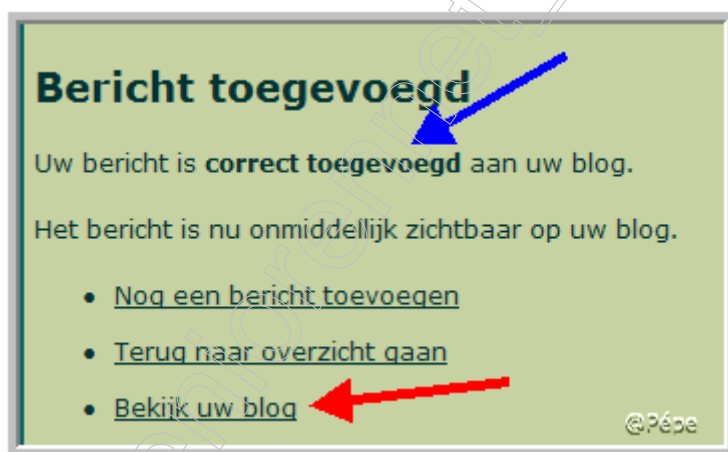 Bericht toegevoegd
Uw bericht is correct toegevoegd aan uw blog.
Het bericht is nu onmiddellijk zichtbaar op uw blog.
Nog een bericht toevoegen
Terug naar overzicht gaan
Bekijk uw blog
@Pépe